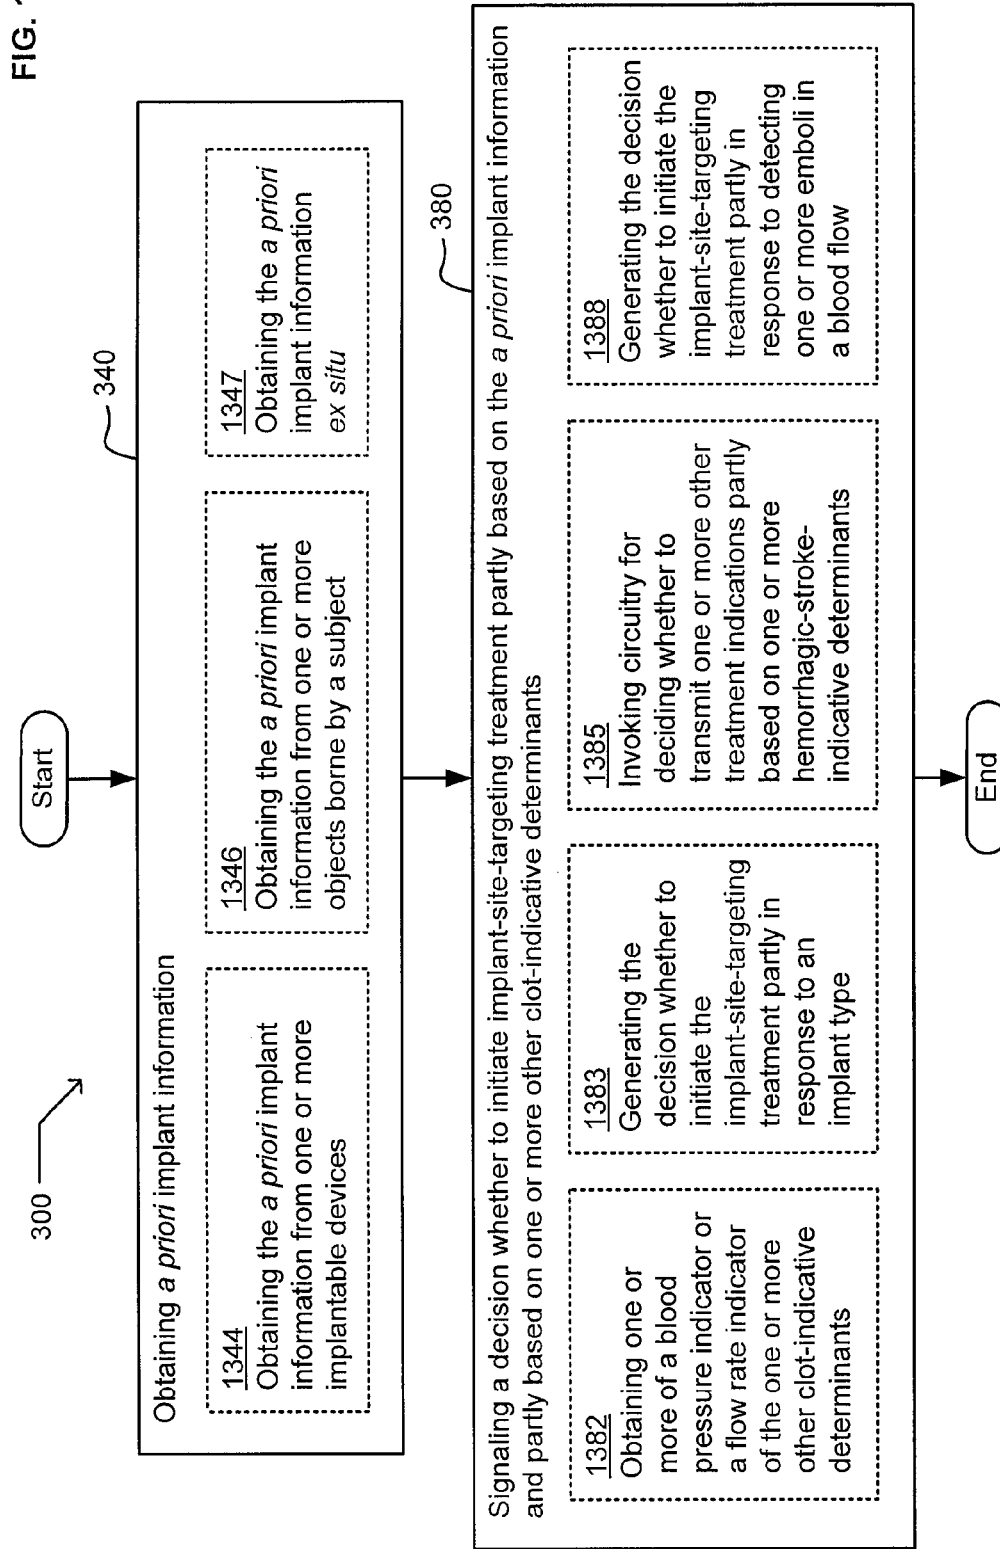 FIG.
300
Start
340
Obtaining a priori implant information
1344
Obtaining the a priori implant
information from one or more
implantable devices
1346
Obtaining the a priori implant
information from one or more
objects borne by a subject
1347
Obtaining the a priori
implant information
ex situ
380
Signaling a decision whether to initiate implant-site-targeting treatment partly based on the a priori implant information
and partly based on one or more other clot-indicative determinants
1382
Obtaining one or
more of a blood
pressure indicator or
a flow rate indicator
of the one or more
other clot-indicative
determinants
1383
Generating the
decision whether to
initiate the
implant-site-targeting
treatment partly in
response to an
implant type
1385
Invoking circuitry for
deciding whether to
transmit one or more other
treatment indications partly
based on one or more
hemorrhagic-stroke-
indicative determinants
1388
Generating the decision
whether to initiate the
implant-site-targeting
treatment partly in
response to detecting
one or more emboli in
a blood flow
End